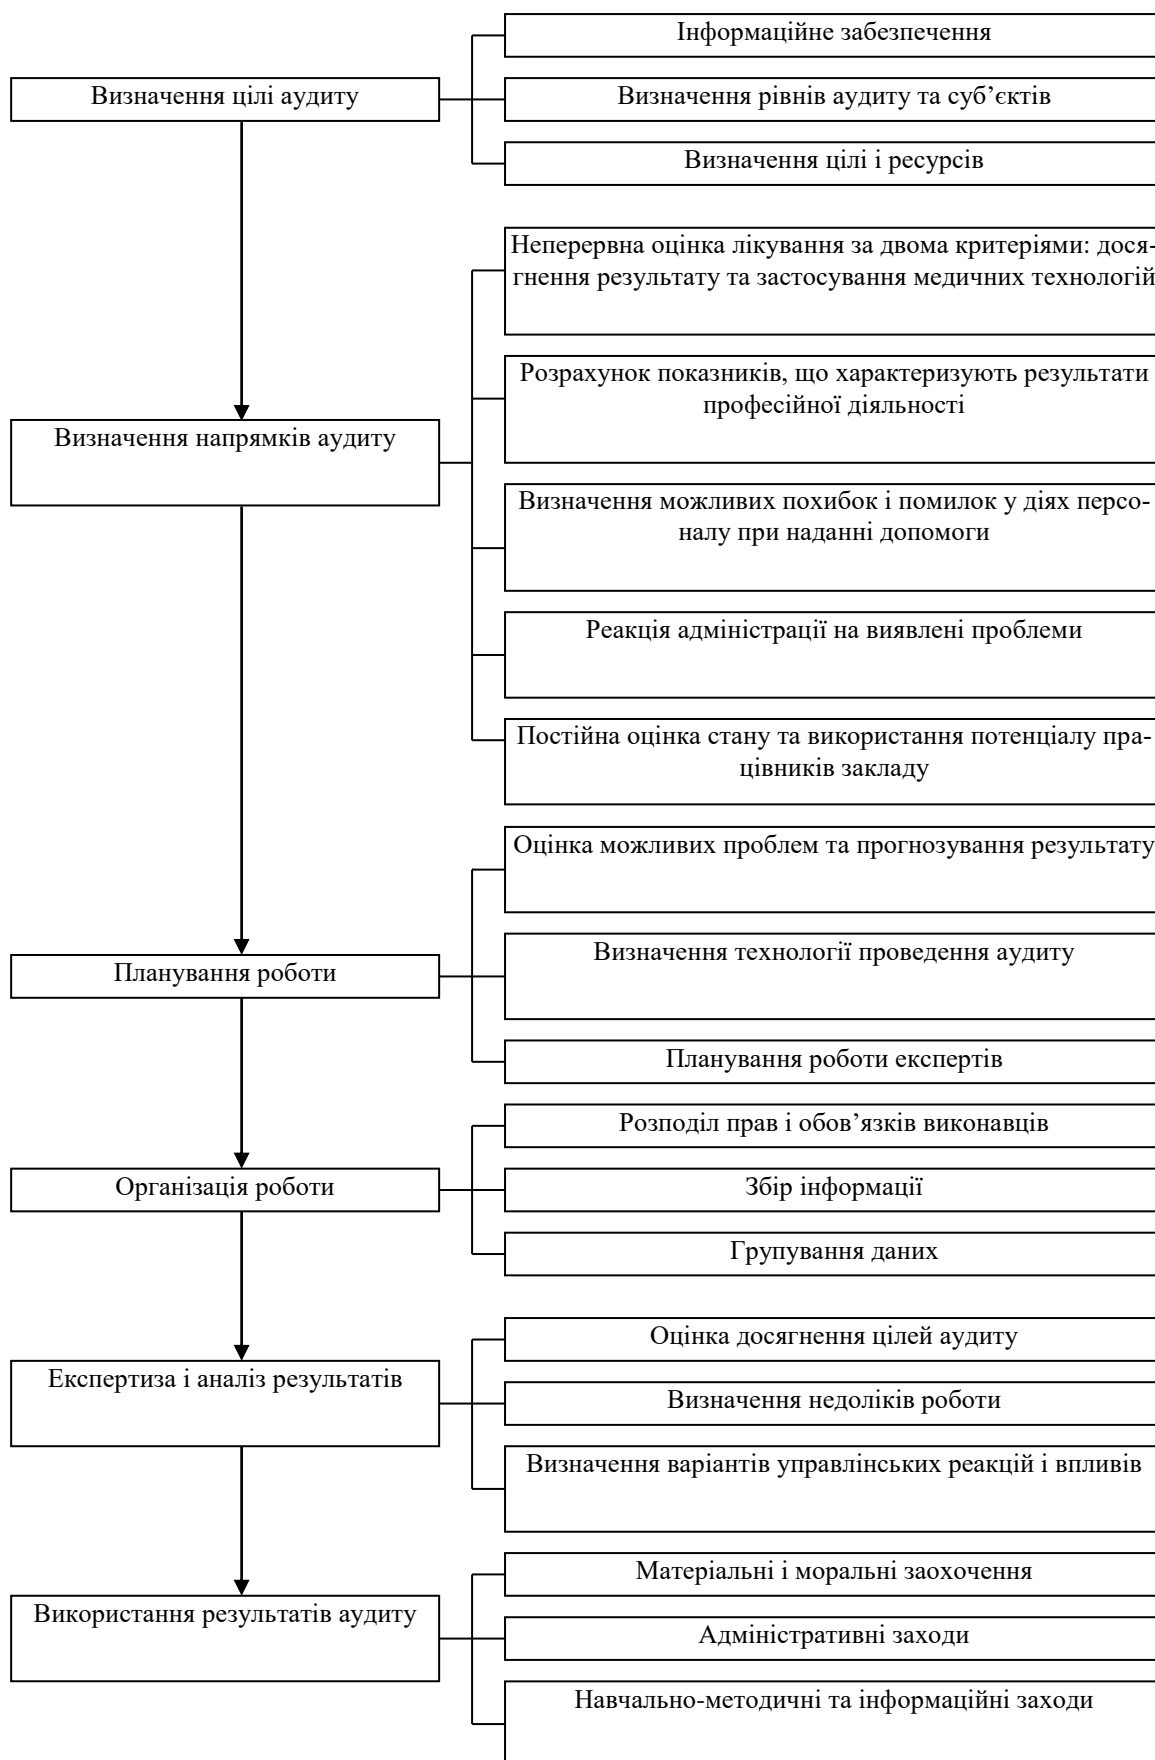 Визначення цілі аудиту
Інформаційне забезпечення
Визначення рівнів аудиту та суб’єктів
Визначення цілі і ресурсів
Визначення напрямків аудиту
Неперервна оцінка лікування за двома критеріями: дося-
гнення результату та застосування медичних технологій
Розрахунок показників, що характеризують результати
професійної діяльності
Визначення можливих похибок і помилок у діях персо-
налу при наданні допомоги
Реакція адміністрації на виявлені проблеми
Постійна оцінка стану та використання потенціалу пра-
цівників закладу
Планування роботи
Оцінка можливих проблем та прогнозування результату
Визначення технології проведення аудиту
Планування роботи експертів
Організація роботи
Розподіл прав і обов’язків виконавців
Збір інформації
Групування даних
Експертиза і аналіз результатів
Оцінка досягнення цілей аудиту
Визначення недоліків роботи
Визначення варіантів управлінських реакцій і впливів
Використання результатів аудиту
Матеріальні і моральні заохочення
Адміністративні заходи
Навчально-методичні та інформаційні заходи